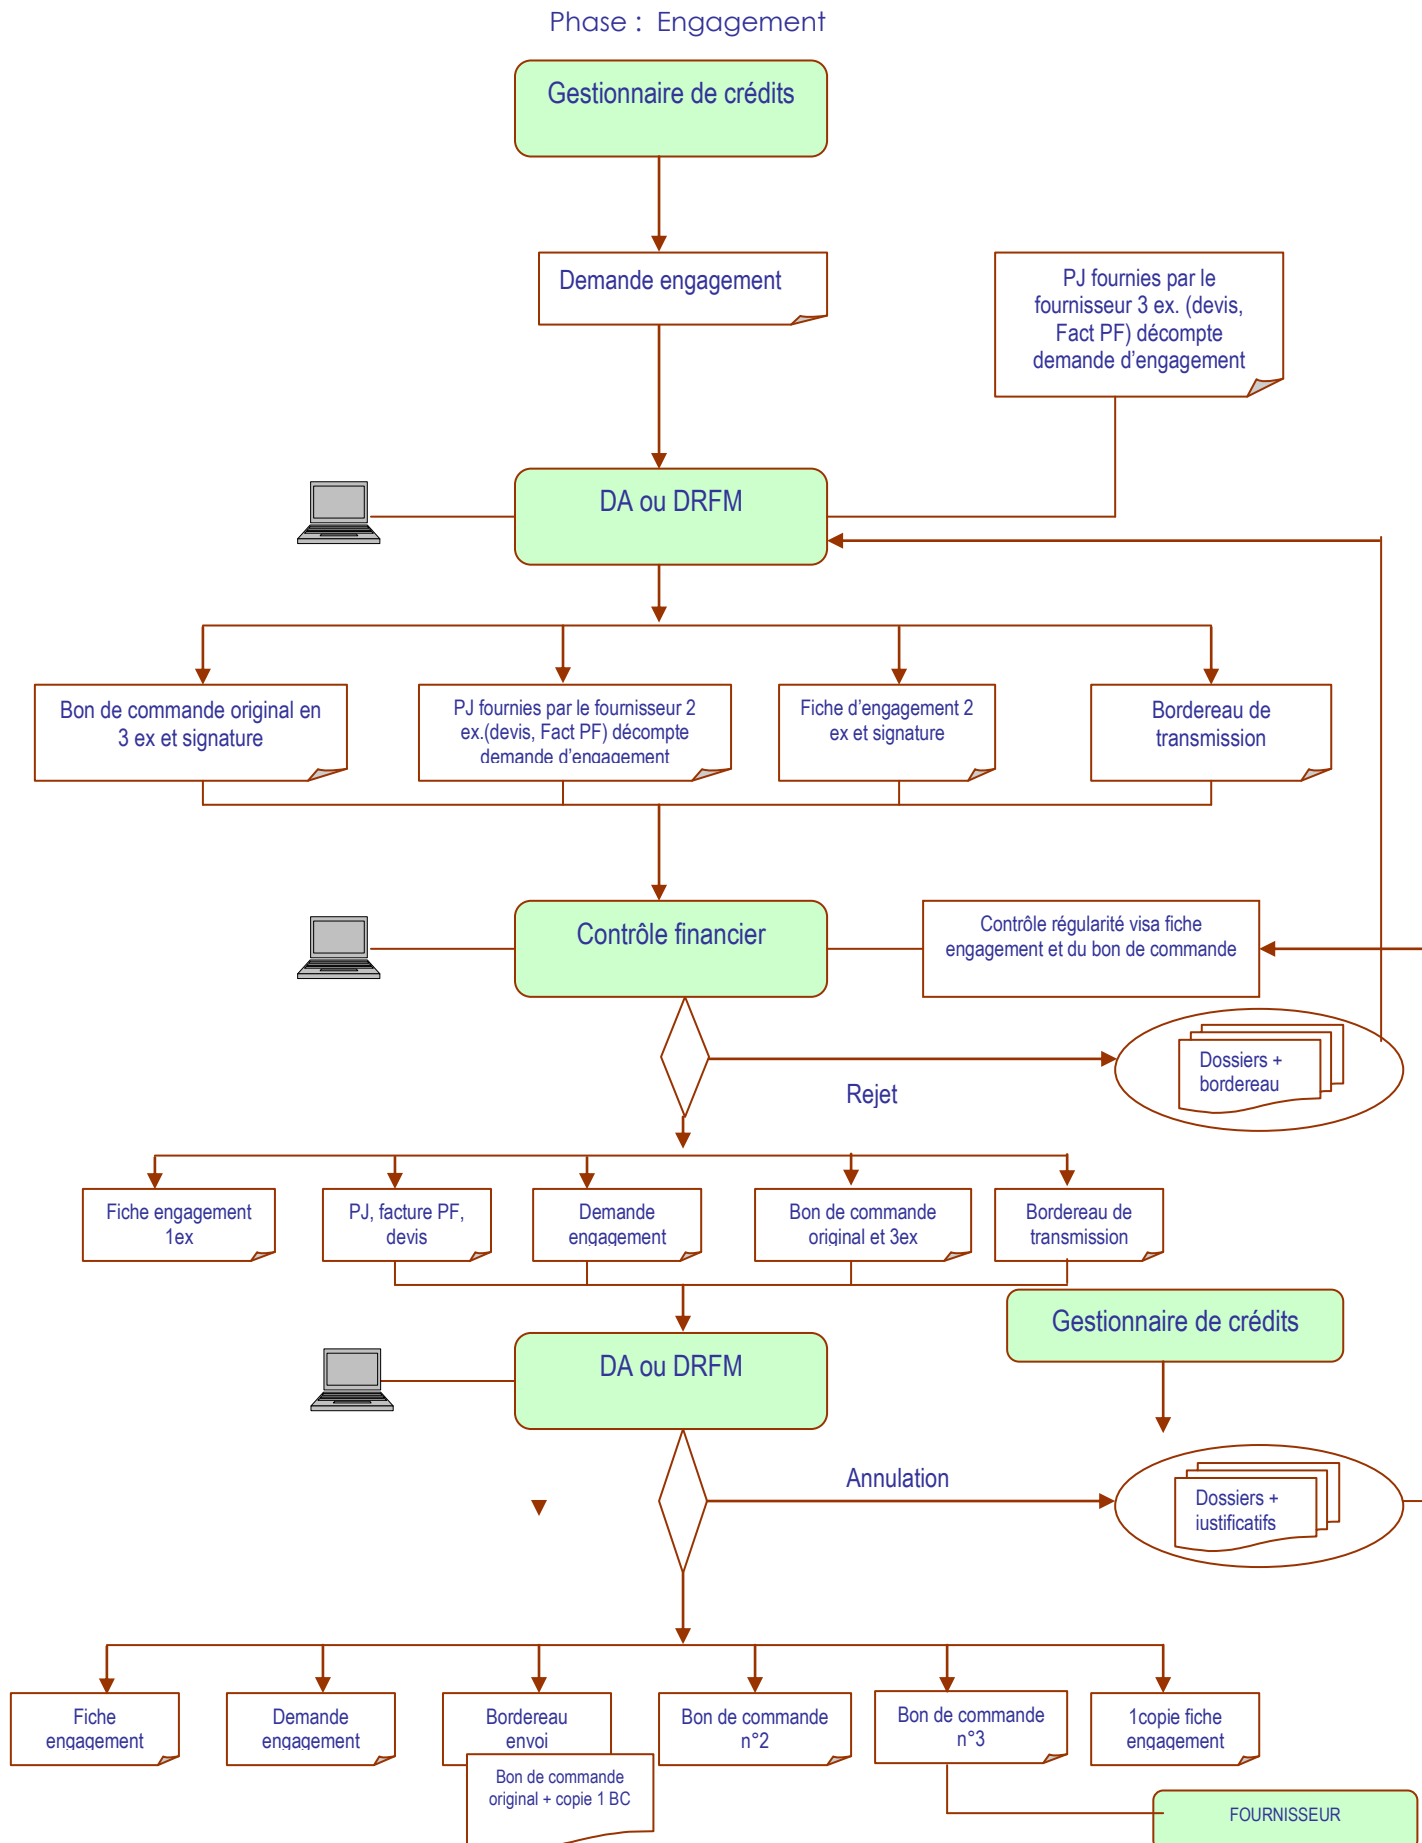 Phase : Engagement
Gestionnaire de crédits
Demande engagement
PJ fournies par le
fournisseur 3 ex. (devis,
Fact PF) décompte
demande d'engagement
DA ou DRFM
Bon de commande original en
3 ex et signature
PJ fournies par le fournisseur 2
ex.(devis, Fact PF) décompte
demande d'engagement
Fiche d'engagement 2
ex et signature
Bordereau de
transmission
Contrôle financier
Contrôle régularité visa fiche
engagement et du bon de commande
Dossiers +
bordereau
Rejet
Fiche engagement
1ex
PJ, facture PF,
devis
Demande
engagement
Bon de commande
original et 3ex
Bordereau de
transmission
Gestionnaire de crédits
DA ou DRFM
Annulation
Dossiers +
iustificatifs
Fiche
engagement
Demande
engagement
Bordereau
envoi
Bon de commande
original + copie 1 BC
Bon de commande
n°2
Bon de commande
n°3
1copie fiche
engagement
FOURNISSEUR